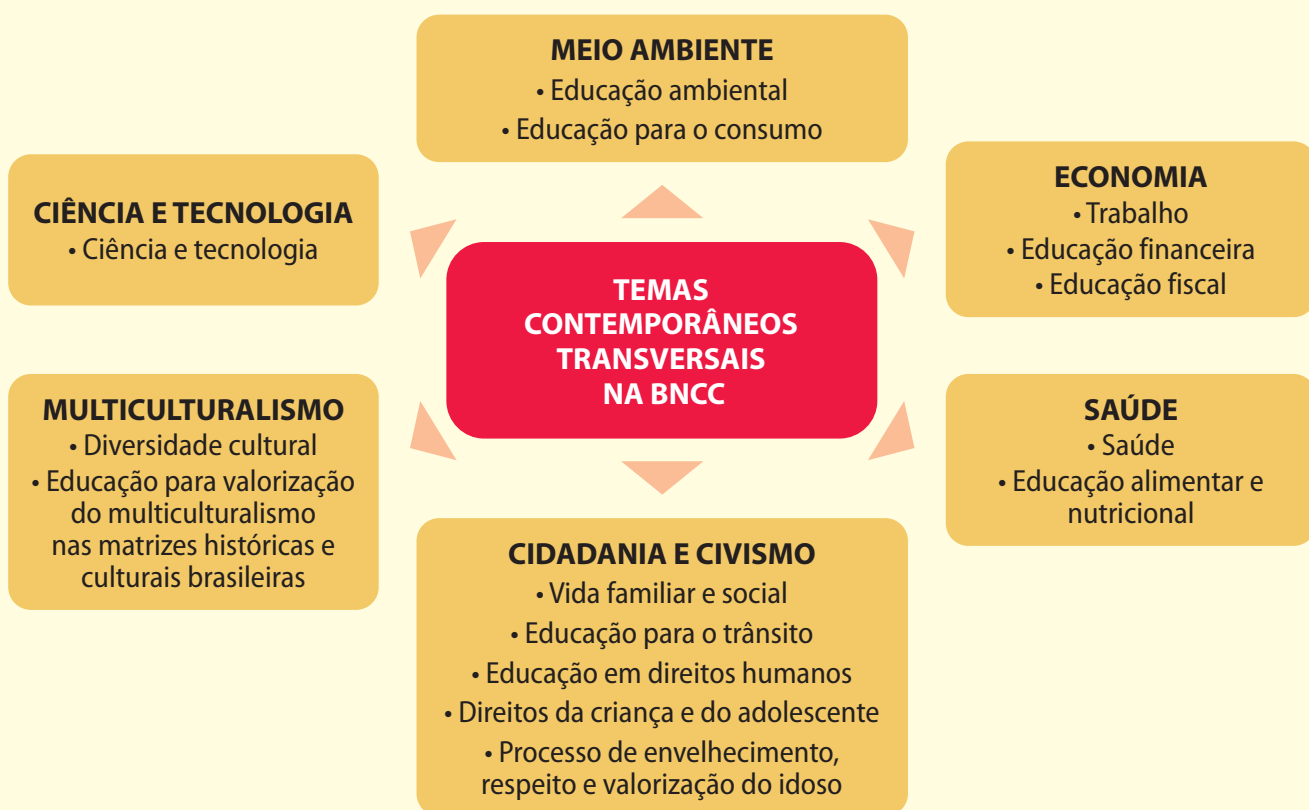 MEIO AMBIENTE
• Educação ambiental
• Educação para o consumo
CIÊNCIA E TECNOLOGIA
• Ciência e tecnologia
ECONOMIA
• Trabalho
• Educação financeira
• Educação fiscal
TEMAS
CONTEMPORÂNEOS
TRANSVERSAIS
NA BNCC
MULTICULTURALISMO
• Diversidade cultural
• Educação para valorização
do multiculturalismo
nas matrizes históricas e
culturais brasileiras
SAÚDE
• Saúde
• Educação alimentar e
nutricional
CIDADANIA E CIVISMO
• Vida familiar e social
• Educação para o trânsito
• Educação em direitos humanos
• Direitos da criança e do adolescente
• Processo de envelhecimento,
respeito e valorização do idoso